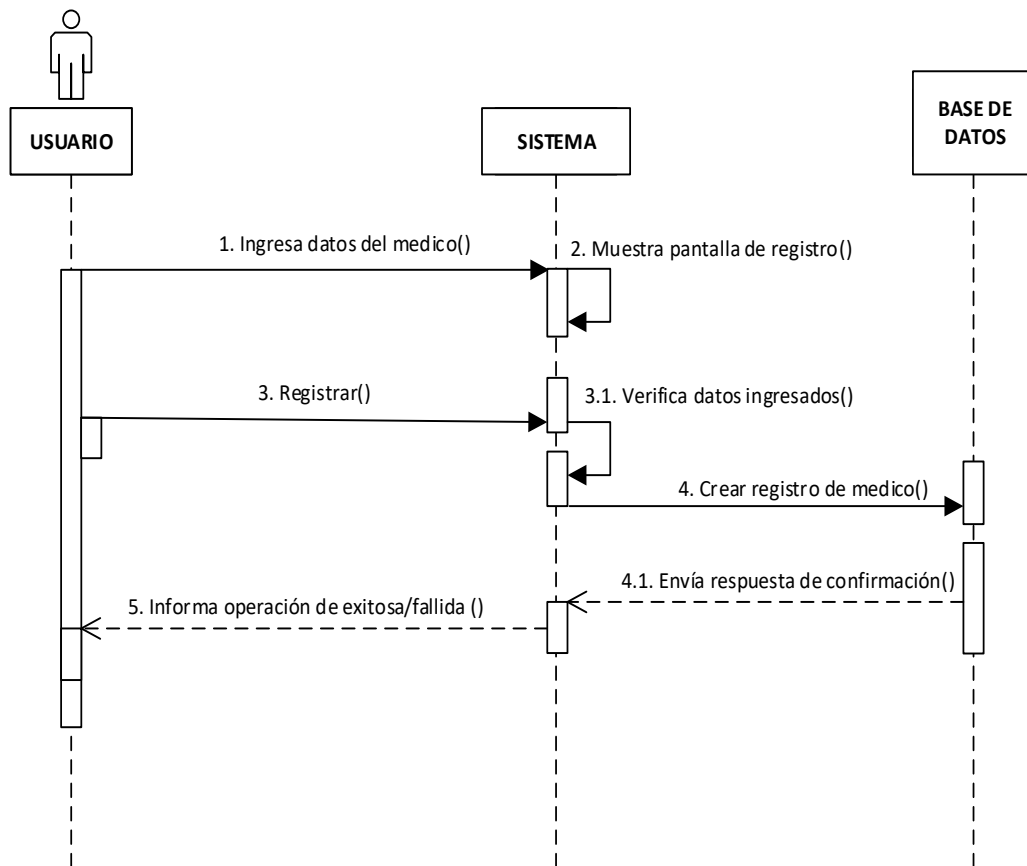 USUARIO
SISTEMA
BASE DE
DATOS
1. Ingresa datos del medico()
2. Muestra pantalla de registro()
3. Registrar()
3.1. Verifica datos ingresados()
4. Crear registro de medico()
4.1. Envía respuesta de confirmación()
5. Informa operación de exitosa/fallida ()